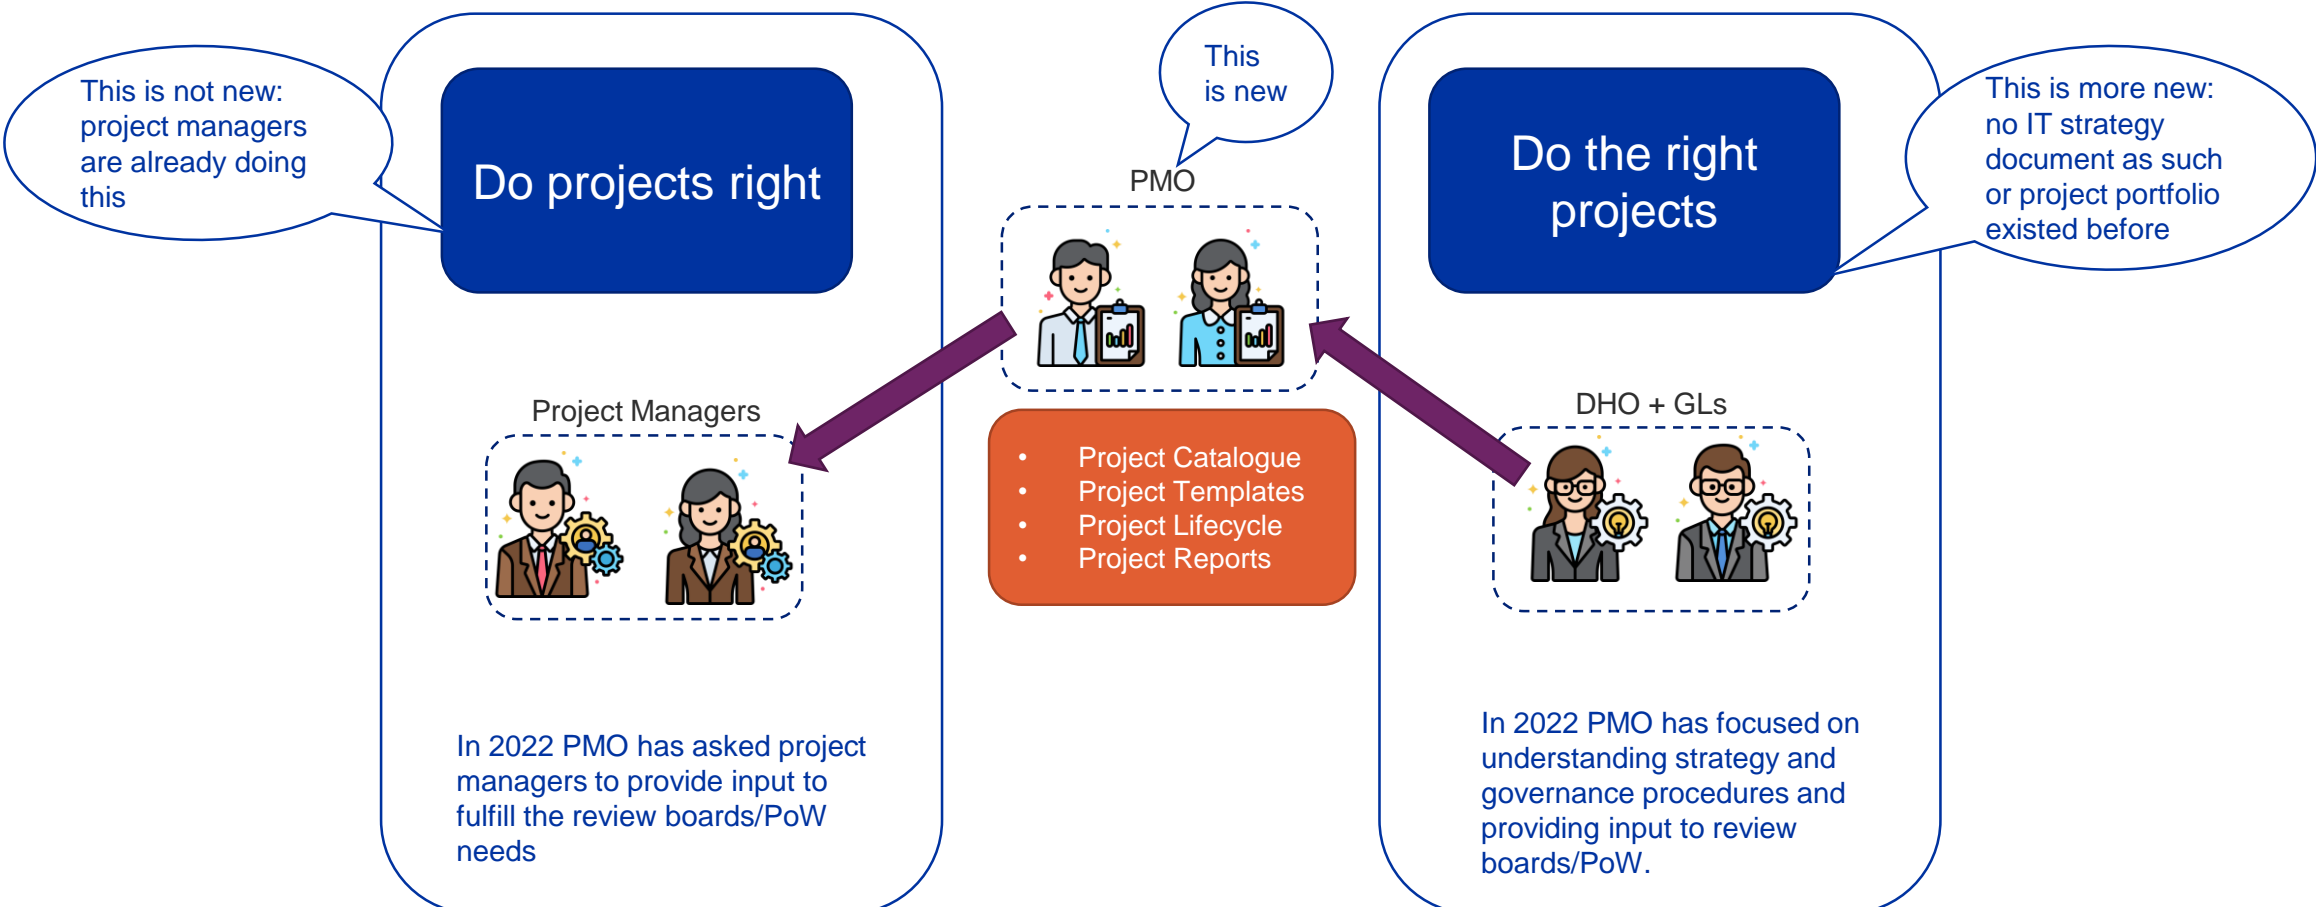 This is not new:
project managers
are already doing
this
Do projects right
Project Managers
In 2022 PMO has asked project
managers to provide input to
fulfill the review boards/PoW
needs
This
is new
PMO
• Project Catalogue
• Project Templates
• Project Lifecycle
• Project Reports
Do the right
projects
This is more new:
no IT strategy
document as such
or project portfolio
existed before
DHO + GLs
In 2022 PMO has focused on
understanding strategy and
governance procedures and
providing input to review
boards/PoW.